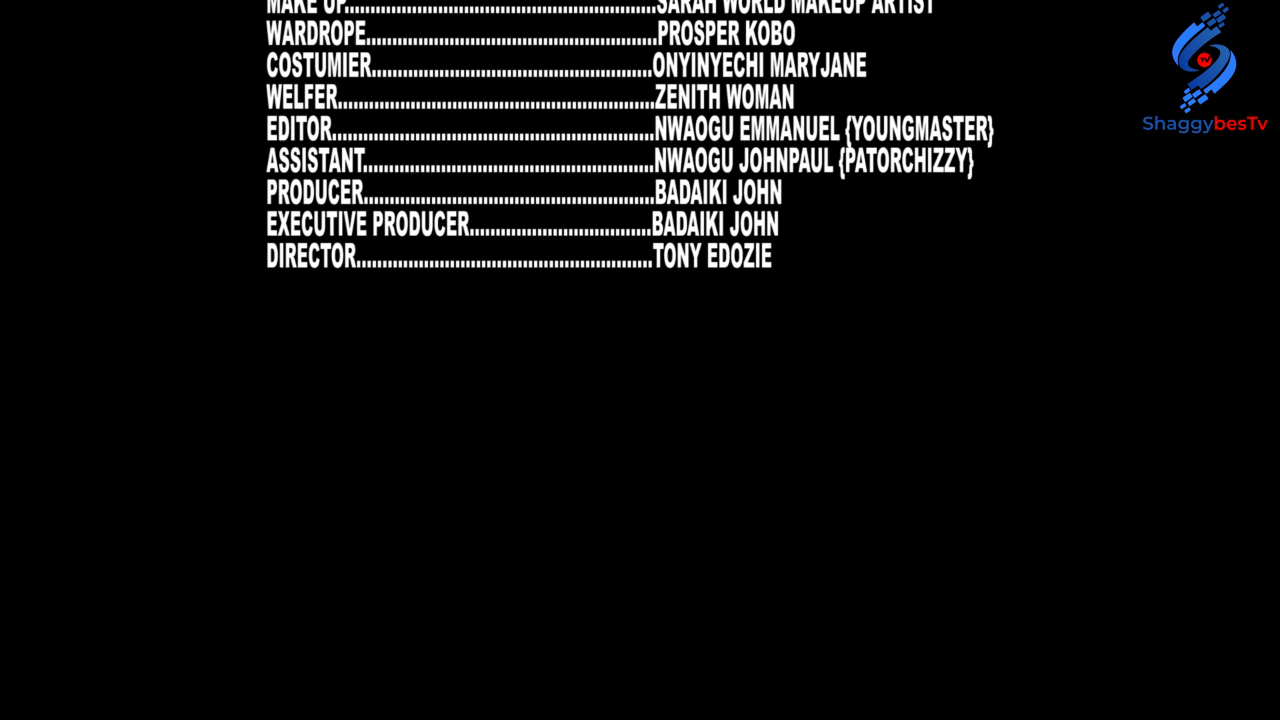 MAKE UP............................................................SARAH WORLD MAKEUP ARTIST
WARDROPE........................................................PROSPER KOBO
COSTUMIER......................................................ONYINYECHI MARYJANE
WELFER.............................................................ZENITH WOMAN
EDITOR..............................................................NWAOGU EMMANUEL {YOUNGMASTER}
ASSISTANT........................................................NWAOGU JOHNPAUL {PATORCHIZZY}
PRODUCER........................................................BADAIKI JOHN
EXECUTIVE PRODUCER...................................BADAIKI JOHN
DIRECTOR.........................................................TONY EDOZIE
TV
ShaggybesTv